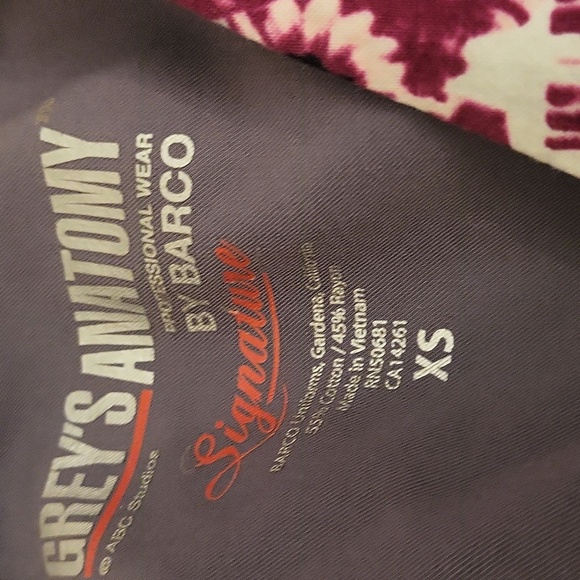 GREY'S ANATOMY™
© ABC Studios
PROFESSIONAL WEAR
BY BARCO
Signature
BARCO Uniforms, Gardena, California
55% Cotton / 45% Rayon
Made in Vietnam
RN50681
CA14261
XS